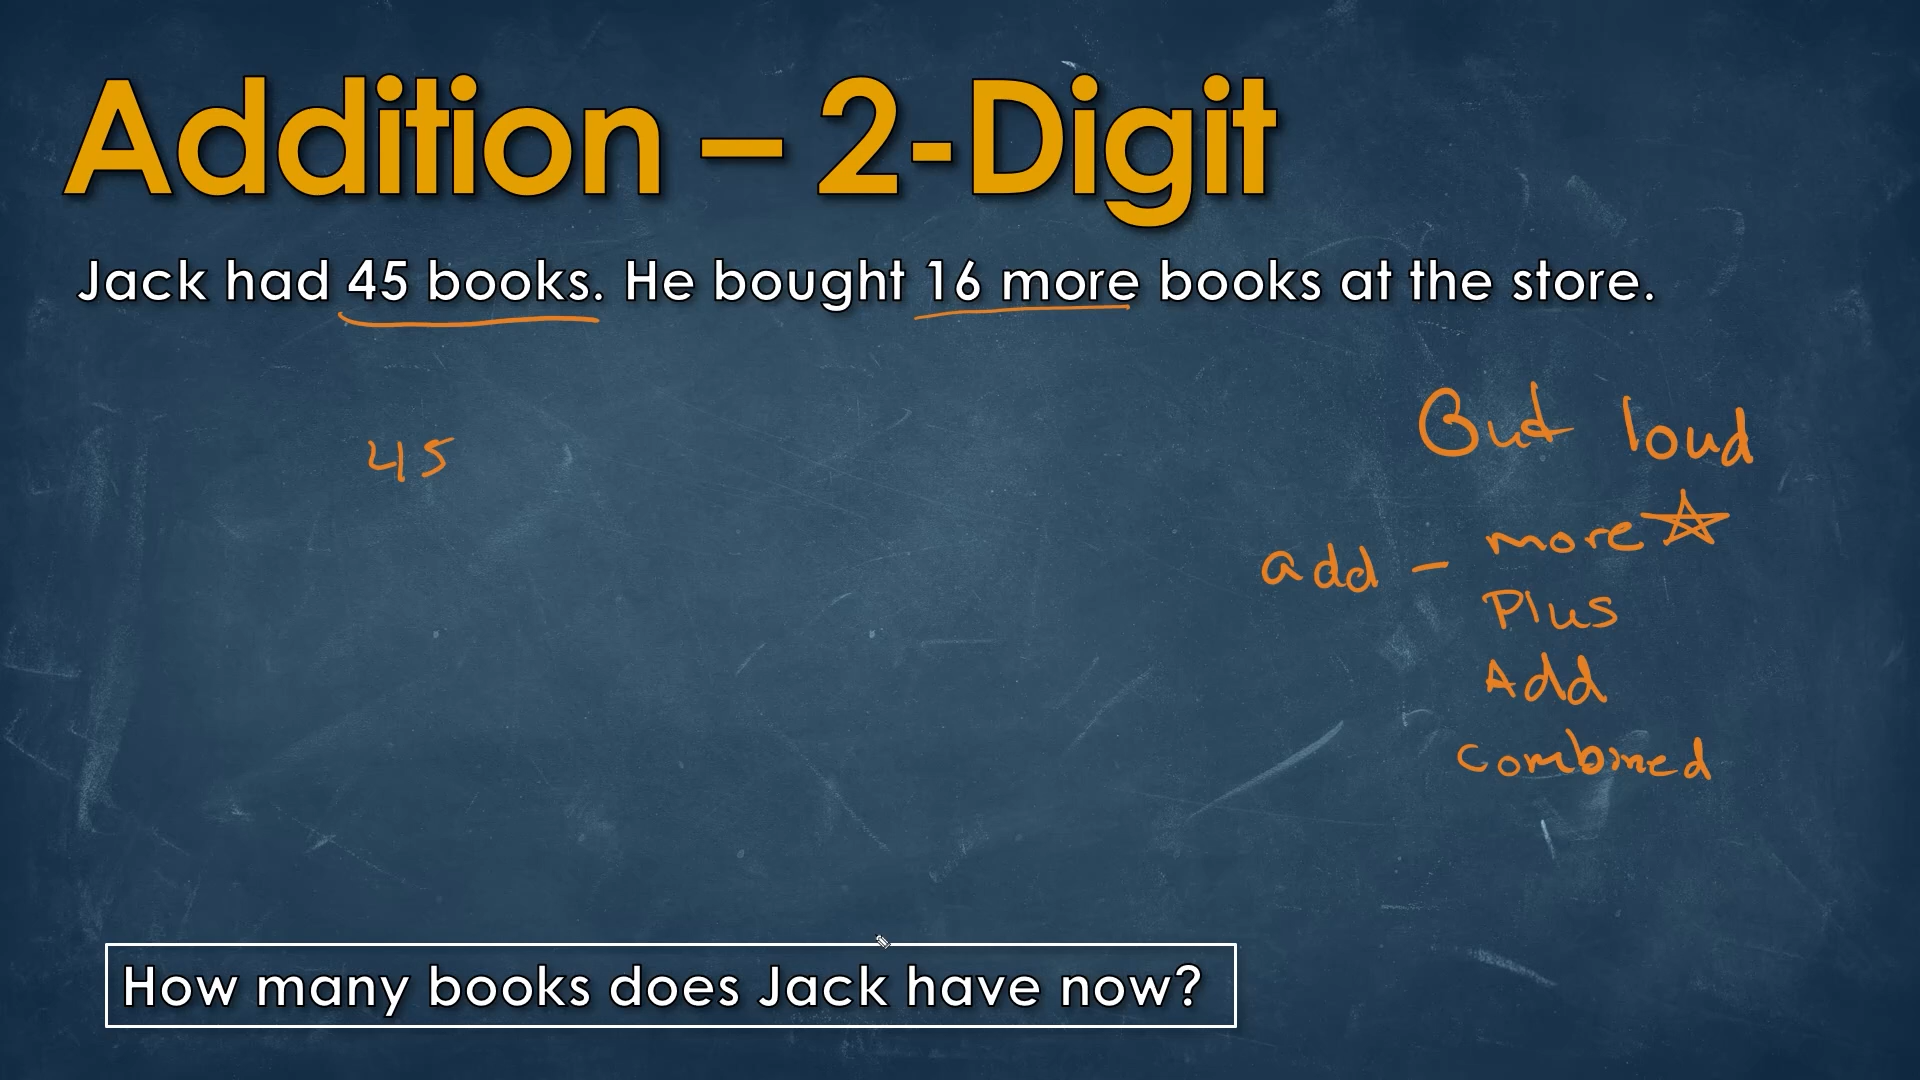 Addition – 2-Digit
Jack had 45 books. He bought 16 more books at the store.
Out loud
45
more
add -
Plus
Add
combined
How many books does Jack have now?